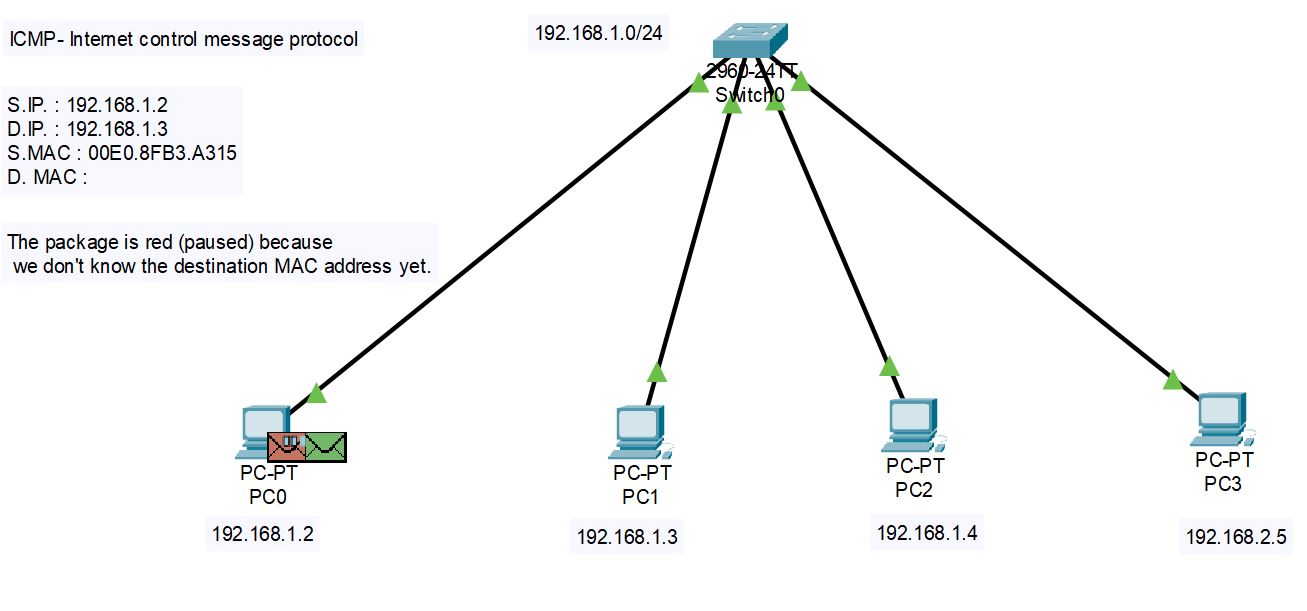 ICMP- Internet control message protocol
192.168.1.0/24
2960-24TT
Switch0
S.IP. : 192.168.1.2
D.IP. : 192.168.1.3
S.MAC : 00E0.8FB3.A315
D. MAC :
The package is red (paused) because
we don't know the destination MAC address yet.
PC-PT
PC0
192.168.1.2
PC-PT
PC1
192.168.1.3
PC-PT
PC2
192.168.1.4
PC-PT
PC3
192.168.2.5